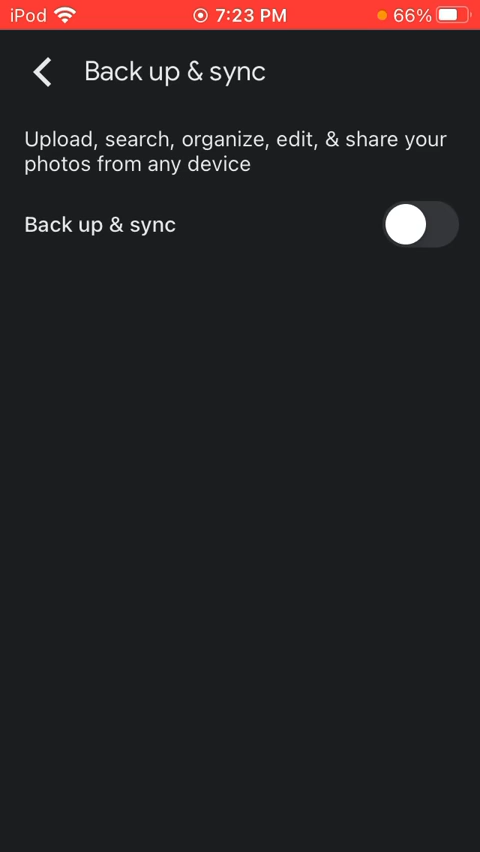 iPod 7:23 PM 66%
Back up & sync
Upload, search, organize, edit, & share your
photos from any device
Back up & sync